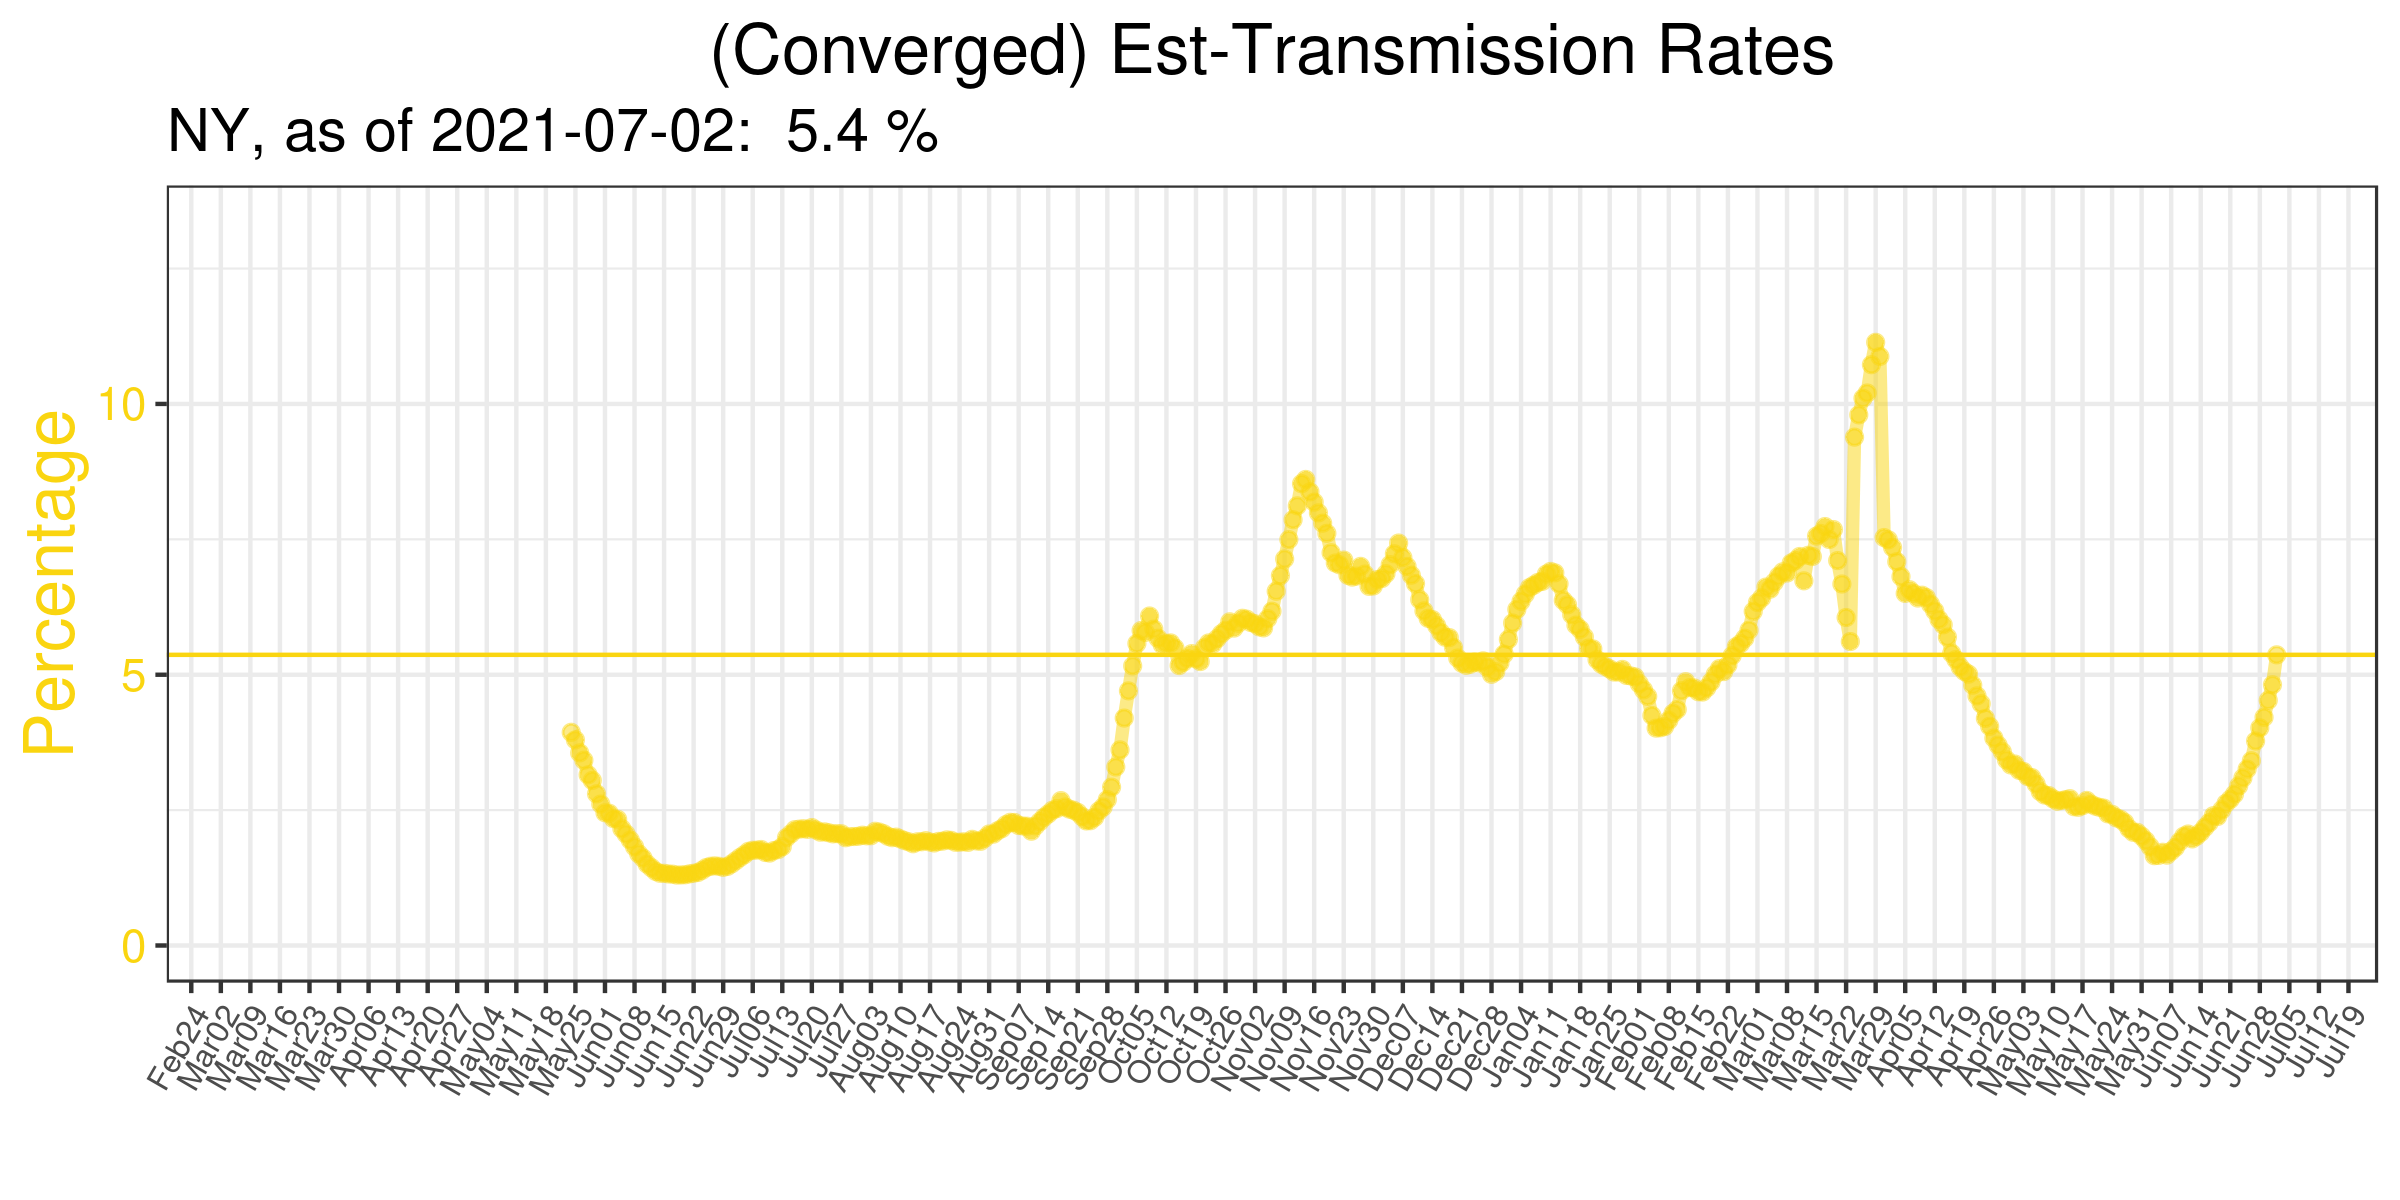 (Converged) Est-Transmission Rates
NY, as of 2021-07-02:  5.4 %
Percentage
10
5
0
Feb24
Mar02
Mar09
Mar16
Mar23
Mar30
Apr06
Apr13
Apr20
Apr27
May04
May11
May18
May25
Jun01
Jun08
Jun15
Jun22
Jun29
Jul06
Jul13
Jul20
Jul27
Aug03
Aug10
Aug17
Aug24
Aug31
Sep07
Sep14
Sep21
Sep28
Oct05
Oct12
Oct19
Oct26
Nov02
Nov09
Nov16
Nov23
Nov30
Dec07
Dec14
Dec21
Dec28
Jan04
Jan11
Jan18
Jan25
Feb01
Feb08
Feb15
Feb22
Mar01
Mar08
Mar15
Mar22
Mar29
Apr05
Apr12
Apr19
Apr26
May03
May10
May17
May24
May31
Jun07
Jun14
Jun21
Jun28
Jul05
Jul12
Jul19